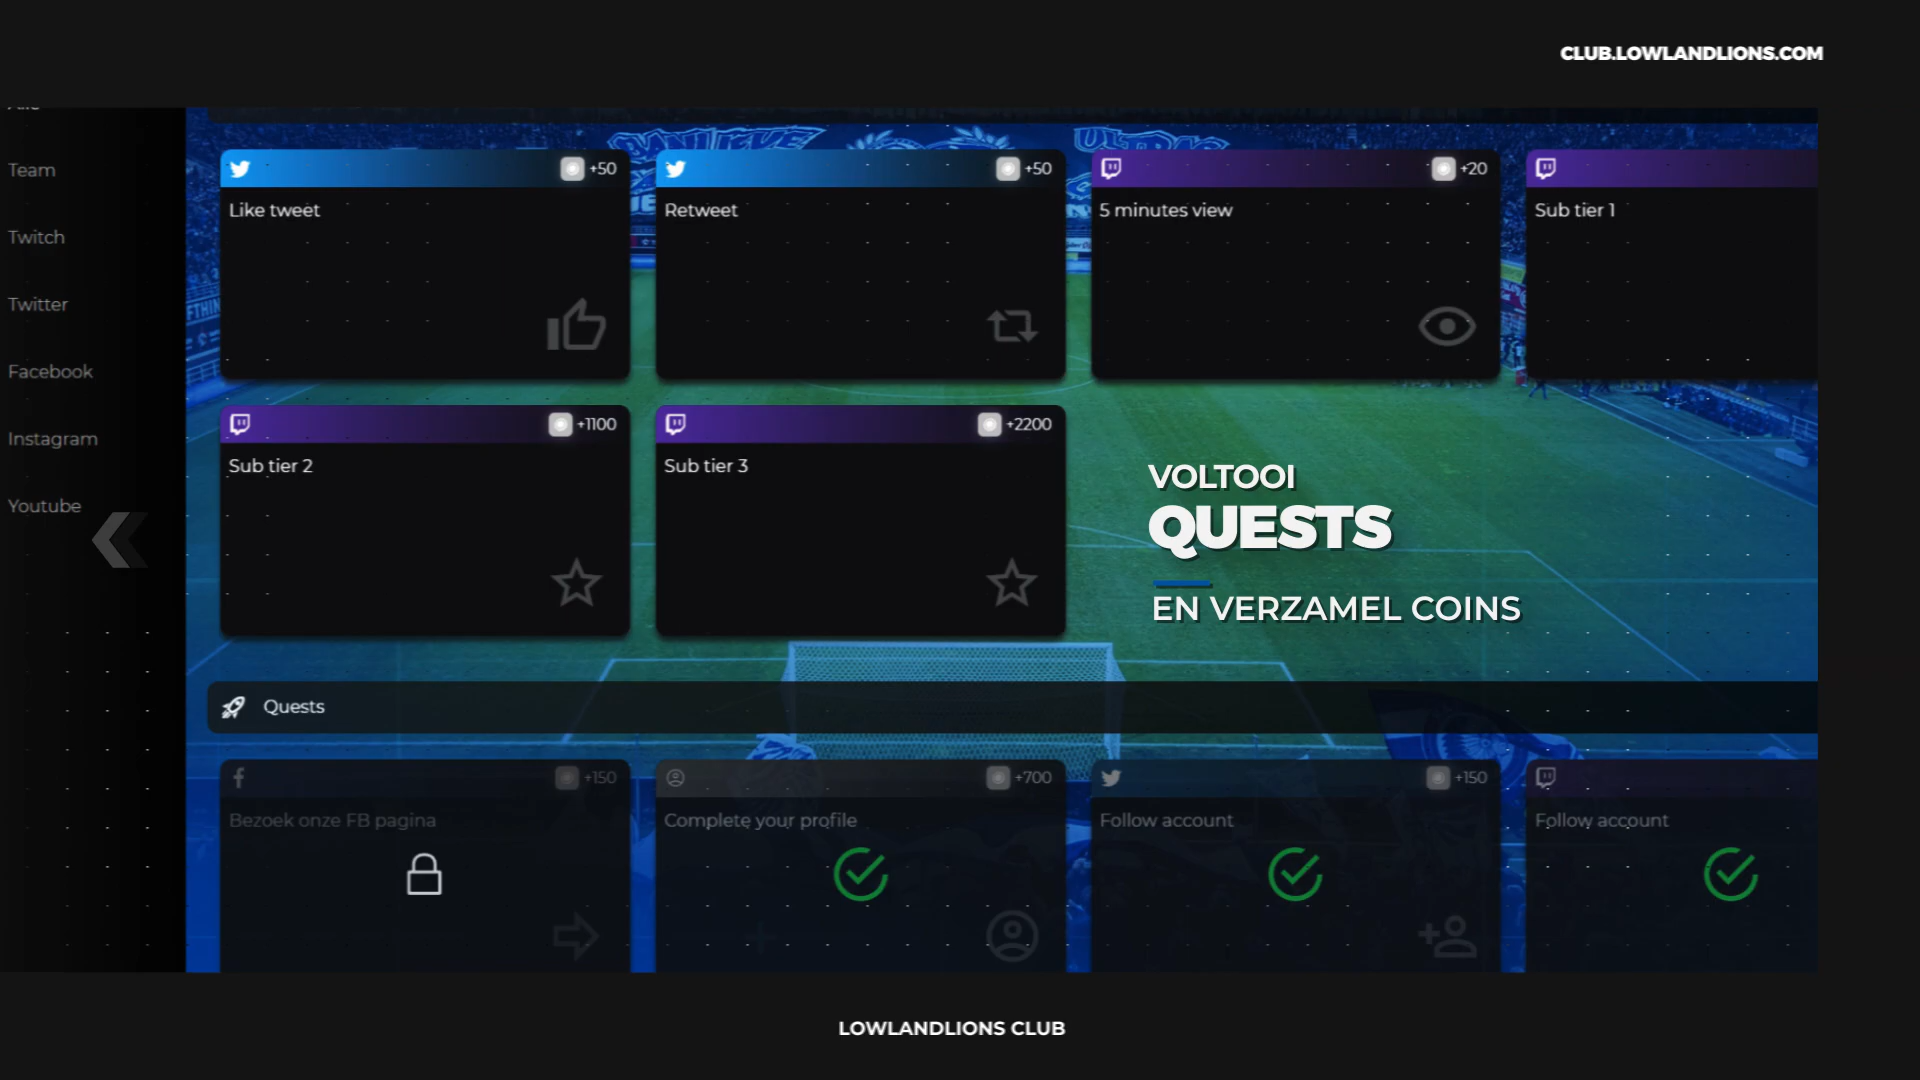 CLUB.LOWLANDLIONS.COM
Team
Twitch
Twitter
Facebook
Instagram
Youtube
+50
Like tweet
+50
Retweet
+20
5 minutes view
Sub tier 1
+1100
Sub tier 2
+2200
Sub tier 3
VOLTOOI
QUESTS
EN VERZAMEL COINS
Quests
+150
Bezoek onze FB pagina
+700
Complete your profile
+150
Follow account
Follow account
LOWLANDLIONS CLUB